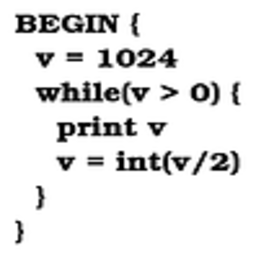 BEGIN {
v = 1024
while(v > 0) {
print v
v = int(v/2)
}
}